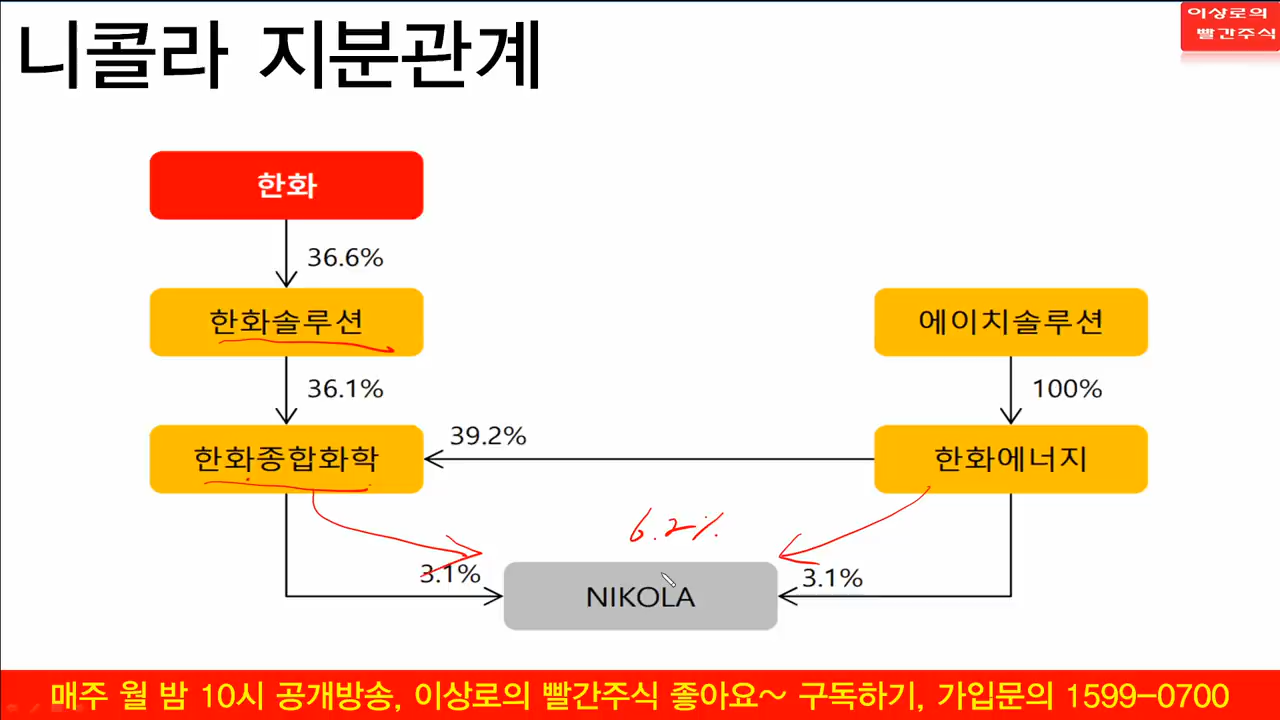 니콜라 지분관계
이상로의
빨간주식
한화
36.6%
한화솔루션
에이치솔루션
36.1%
100%
39.2%
한화종합화학
한화에너지
6.2%
3.1%
3.1%
NIKOLA
매주 월 밤 10시 공개방송, 이상로의 빨간주식 좋아요~ 구독하기, 가입문의 1599-0700